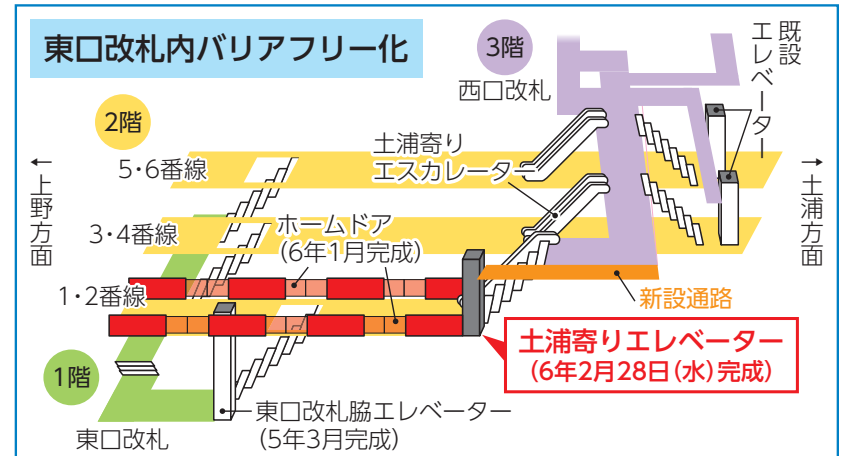 東口改札内バリアフリー化
3階
西口改札
既設
エレベーター
2階
土浦寄り
エスカレーター
←上野方面
→土浦方面
5・6番線
3・4番線
ホームドア
(6年1月完成)
1・2番線
新設通路
土浦寄りエレベーター
(6年2月28日(水)完成)
1階
東口改札脇エレベーター
(5年3月完成)
東口改札